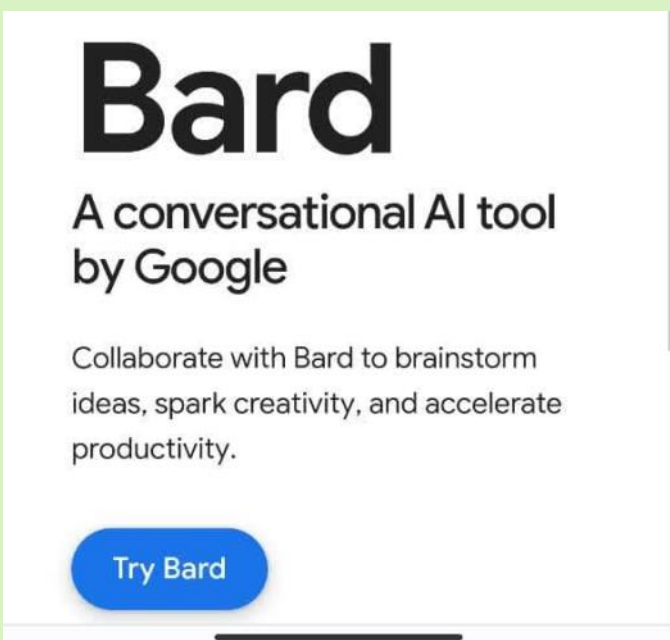 Bard
A conversational AI tool
by Google
Collaborate with Bard to brainstorm
ideas, spark creativity, and accelerate
productivity.
Try Bard